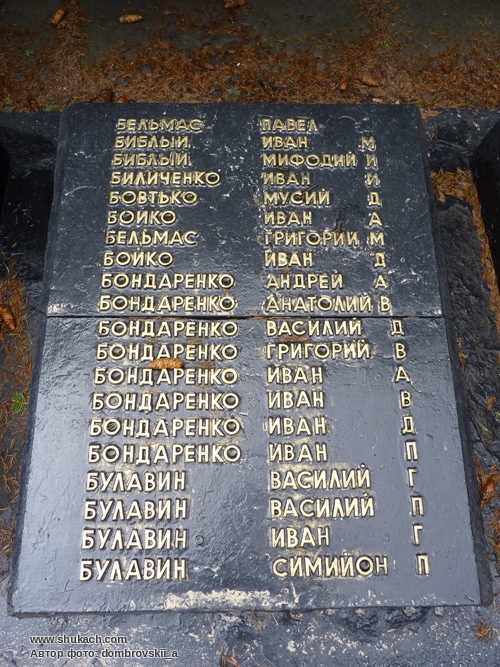 БЕЛЬМАС ПАВЕЛ
БИБЛЫЙ ИВАН М
БИБЛЫЙ МИФОДИЙ И
БИЛИЧЕНКО ИВАН И
БОВТЬКО МУСИЙ Д
БОЙКО ИВАН А
БЕЛЬМАС ГРИГОРИЙ М
БОЙКО ИВАН Д
БОНДАРЕНКО АНДРЕЙ А
БОНДАРЕНКО АНАТОЛИЙ В
БОНДАРЕНКО ВАСИЛИЙ Д
БОНДАРЕНКО ГРИГОРИЙ В
БОНДАРЕНКО ИВАН А
БОНДАРЕНКО ИВАН В
БОНДАРЕНКО ИВАН Д
БОНДАРЕНКО ИВАН П
БУЛАВИН ВАСИЛИЙ Г
БУЛАВИН ВАСИЛИЙ П
БУЛАВИН ИВАН Г
БУЛАВИН СИМИЙОН П
www.shukach.com
Автор фото: dombrovskii_a